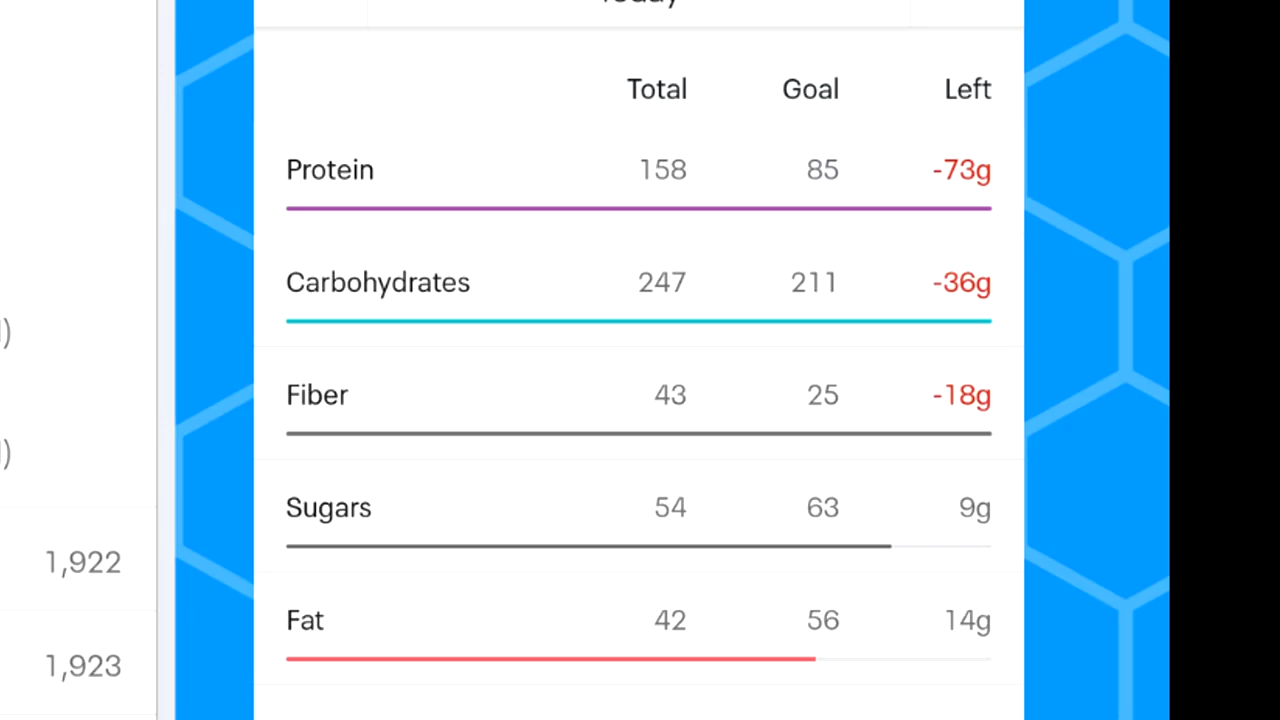 Today
Total Goal Left
Protein 158 85 -73g
Carbohydrates 247 211 -36g
Fiber 43 25 -18g
Sugars 54 63 9g
Fat 42 56 14g
1,922
1,923